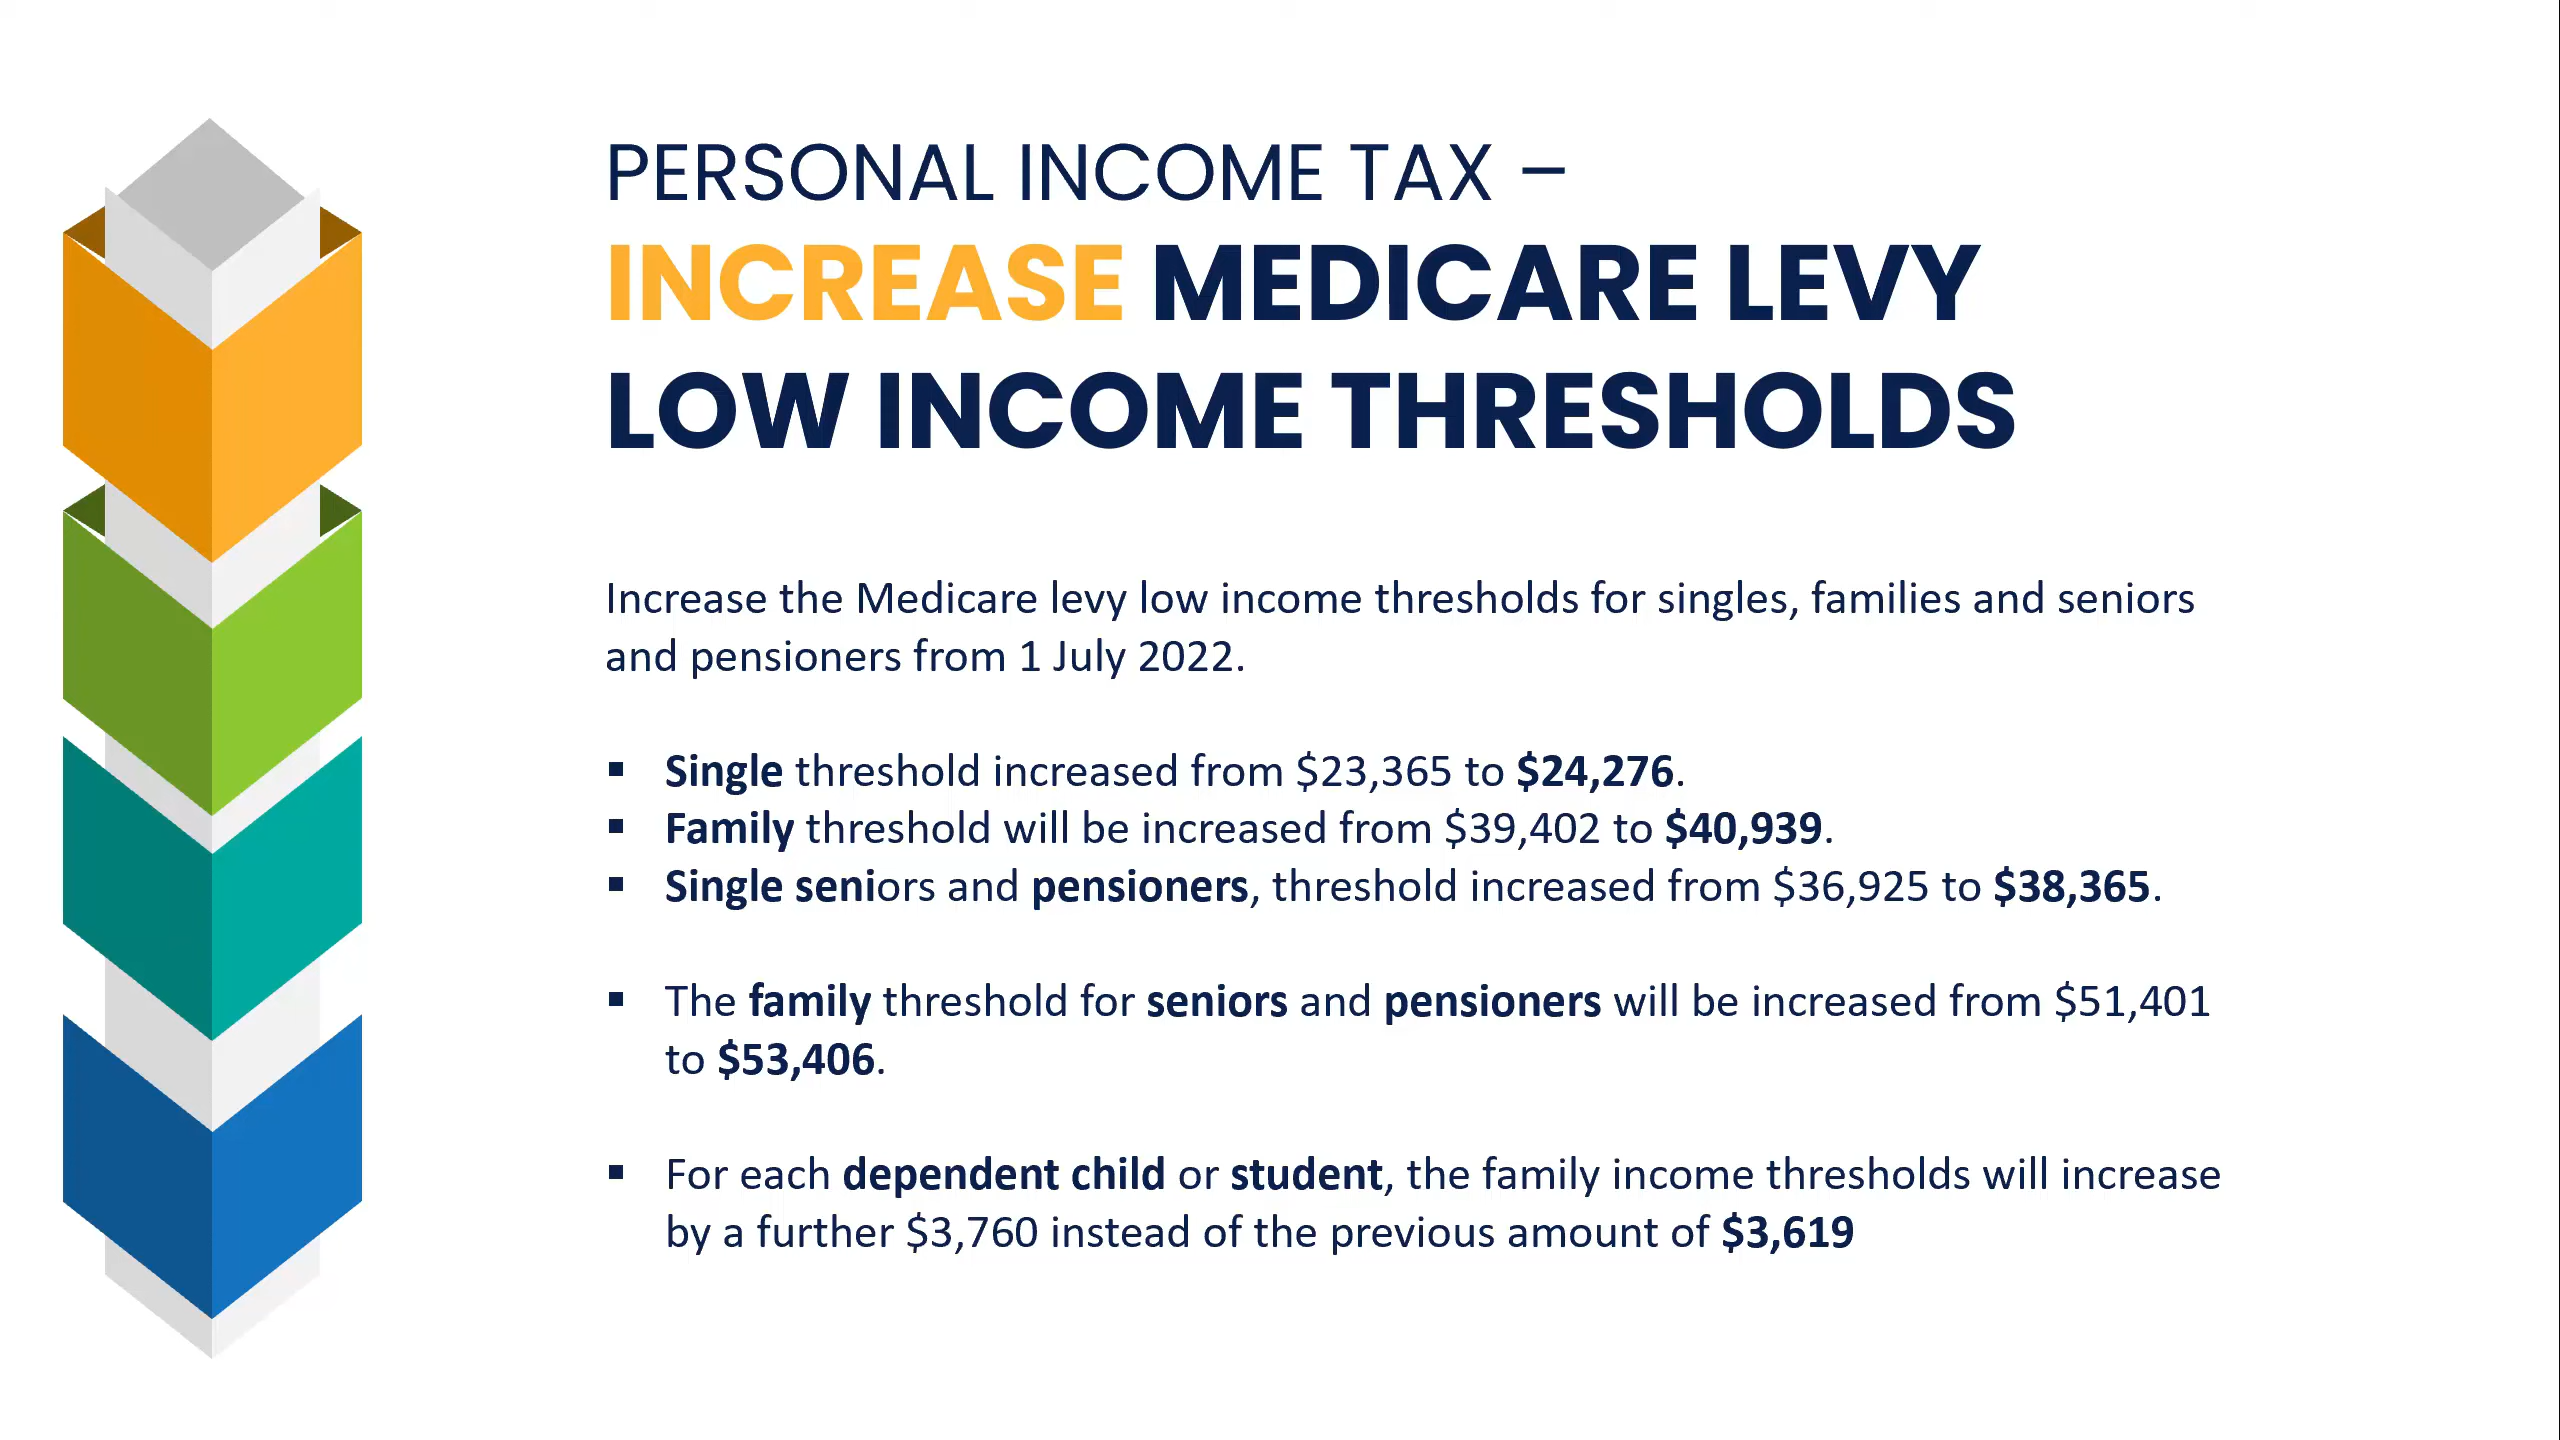 PERSONAL INCOME TAX –
INCREASE MEDICARE LEVY
LOW INCOME THRESHOLDS
Increase the Medicare levy low income thresholds for singles, families and seniors
and pensioners from 1 July 2022.
▪ Single threshold increased from $23,365 to $24,276.
▪ Family threshold will be increased from $39,402 to $40,939.
▪ Single seniors and pensioners, threshold increased from $36,925 to $38,365.
▪ The family threshold for seniors and pensioners will be increased from $51,401
to $53,406.
▪ For each dependent child or student, the family income thresholds will increase
by a further $3,760 instead of the previous amount of $3,619